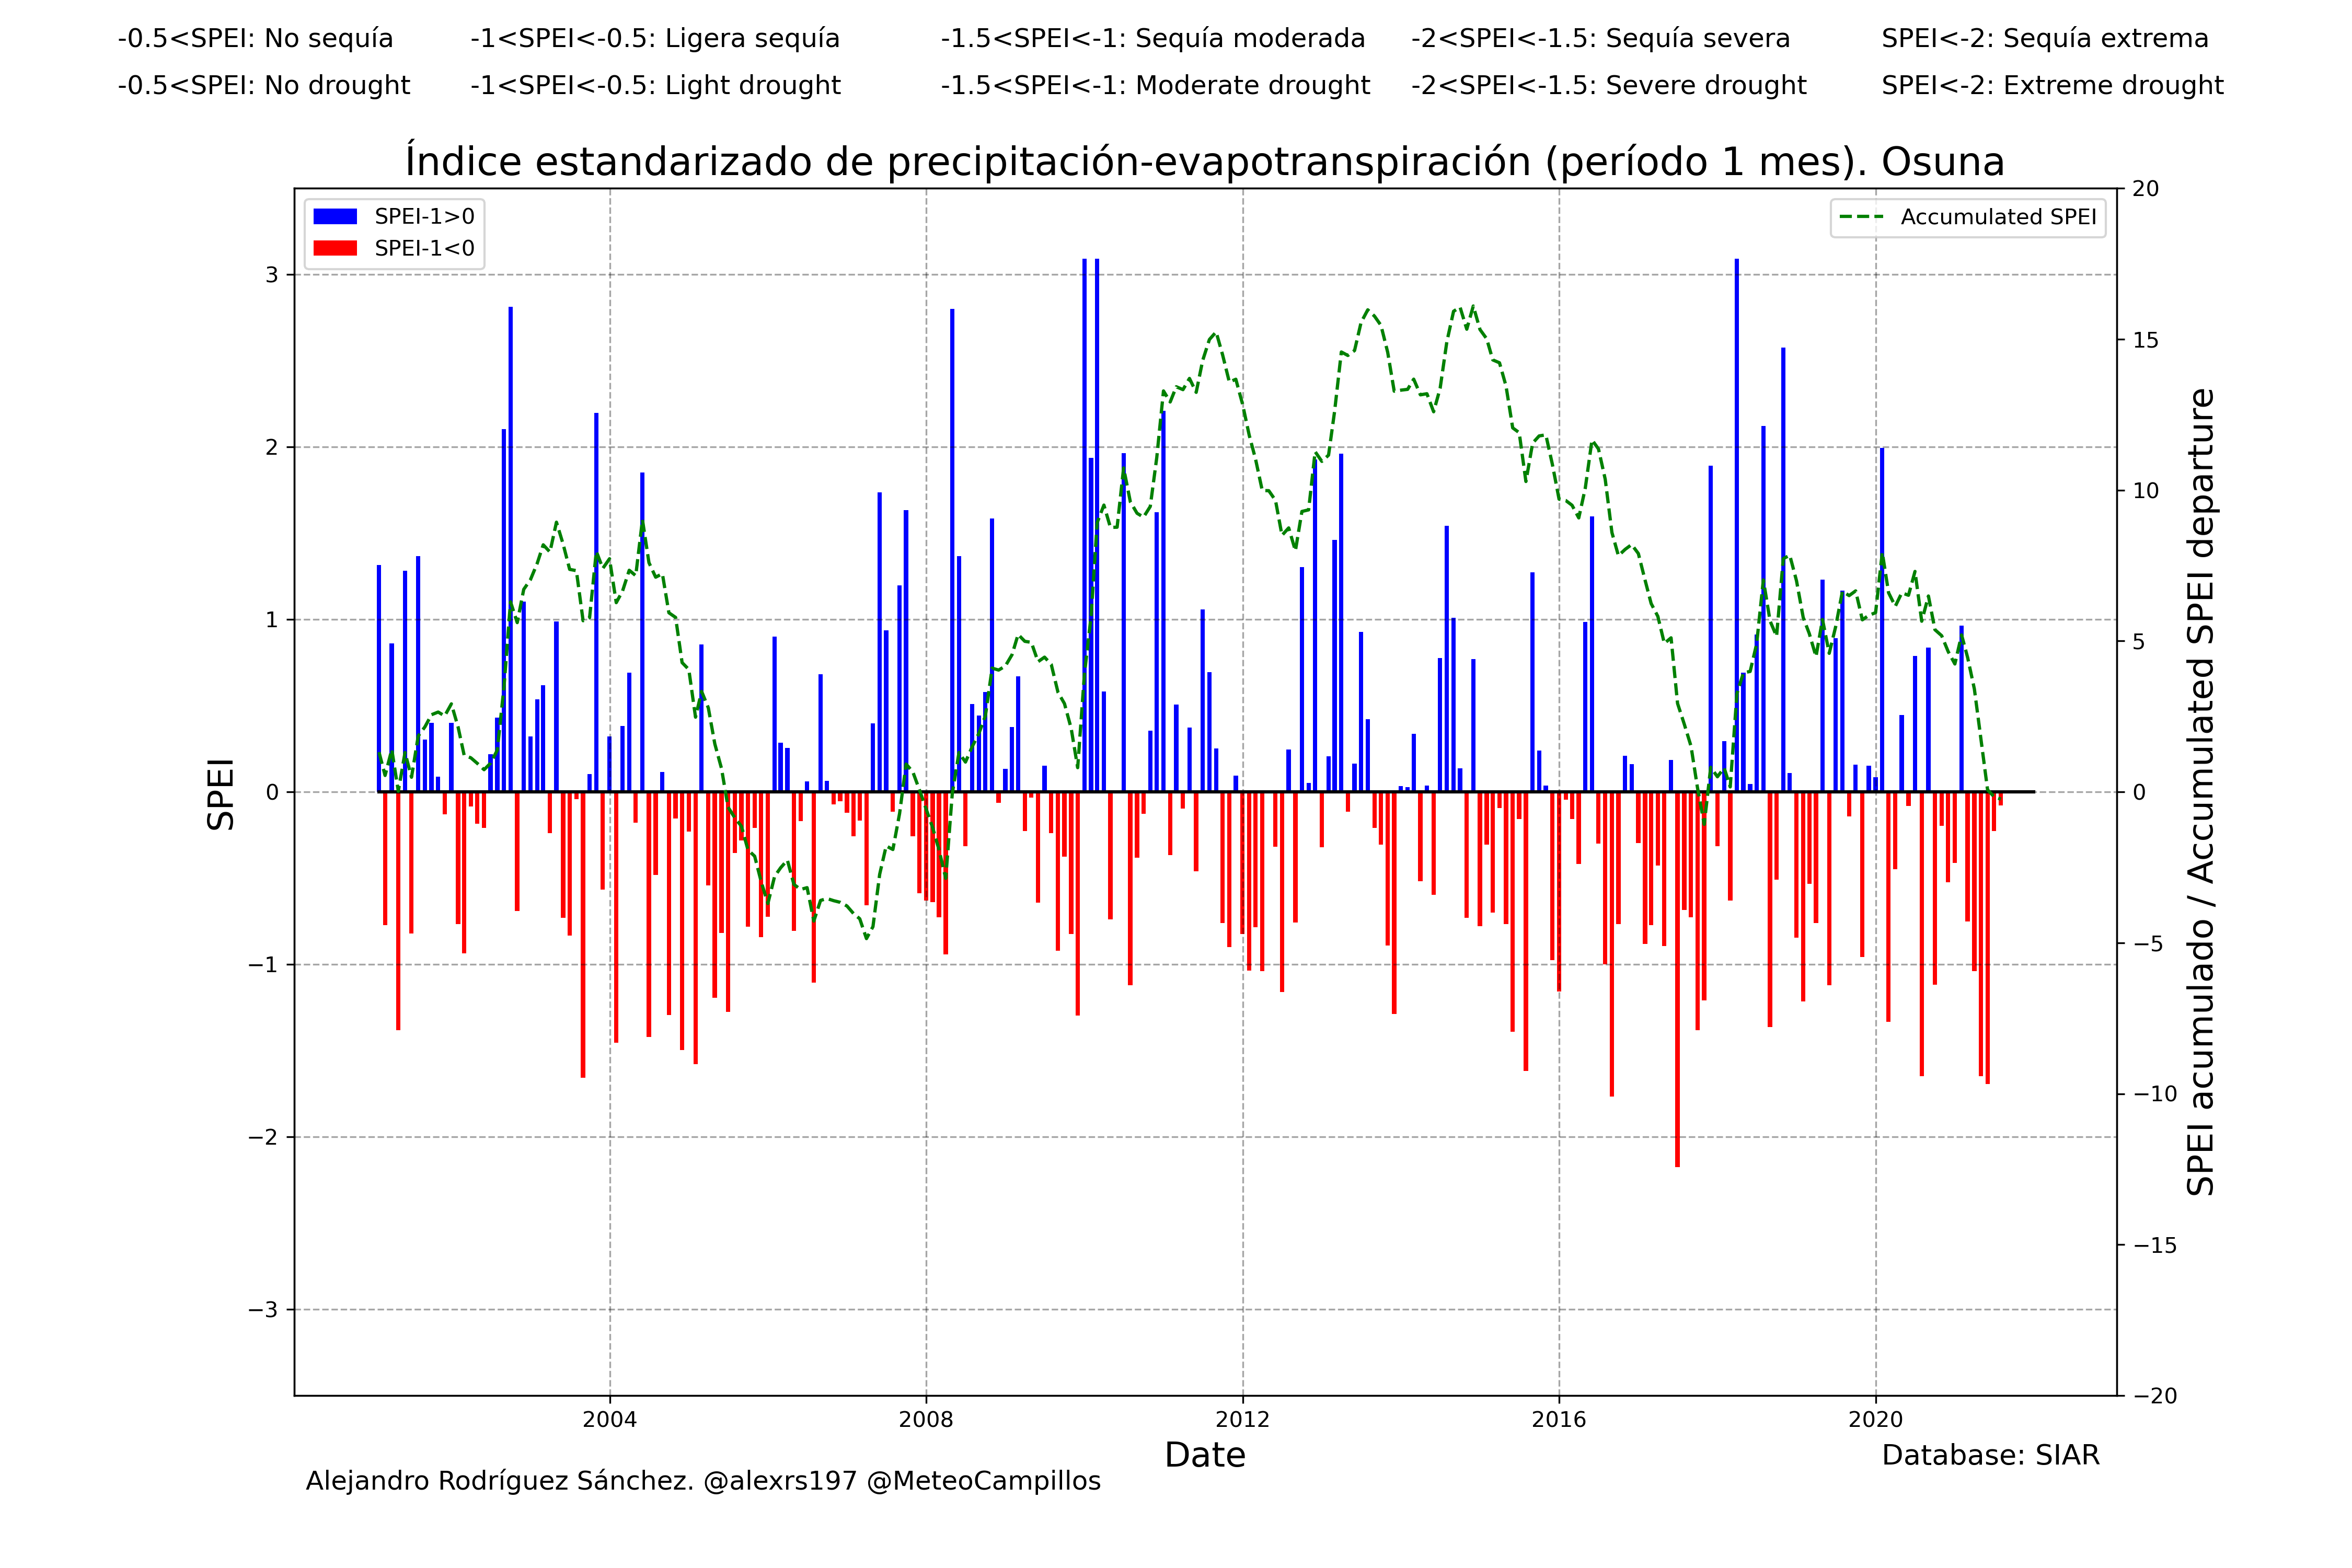 -0.5<SPEI: No sequía -1<SPEI<-0.5: Ligera sequía -1.5<SPEI<-1: Sequía moderada -2<SPEI<-1.5: Sequía severa SPEI<-2: Sequía extrema
-0.5<SPEI: No drought -1<SPEI<-0.5: Light drought -1.5<SPEI<-1: Moderate drought -2<SPEI<-1.5: Severe drought SPEI<-2: Extreme drought
Índice estandarizado de precipitación-evapotranspiración (período 1 mes). Osuna
SPEI-1>0
SPEI-1<0
Accumulated SPEI
SPEI
3
2
1
0
−1
−2
−3
20
15
10
5
0
−5
−10
−15
−20
SPEI acumulado / Accumulated SPEI departure
2004 2008 2012 2016 2020
Date
Database: SIAR
Alejandro Rodríguez Sánchez. @alexrs197 @MeteoCampillos